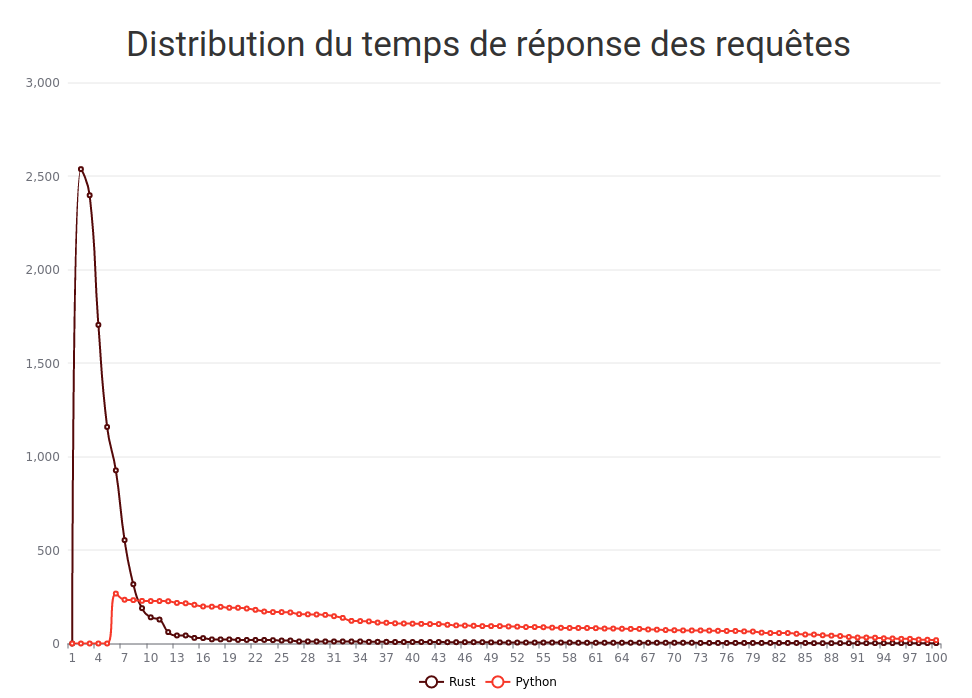 Distribution du temps de réponse des requêtes
3,000
2,500
2,000
1,500
1,000
500
0
1 4 7 10 13 16 19 22 25 28 31 34 37 40 43 46 49 52 55 58 61 64 67 70 73 76 79 82 85 88 91 94 97 100
Rust Python